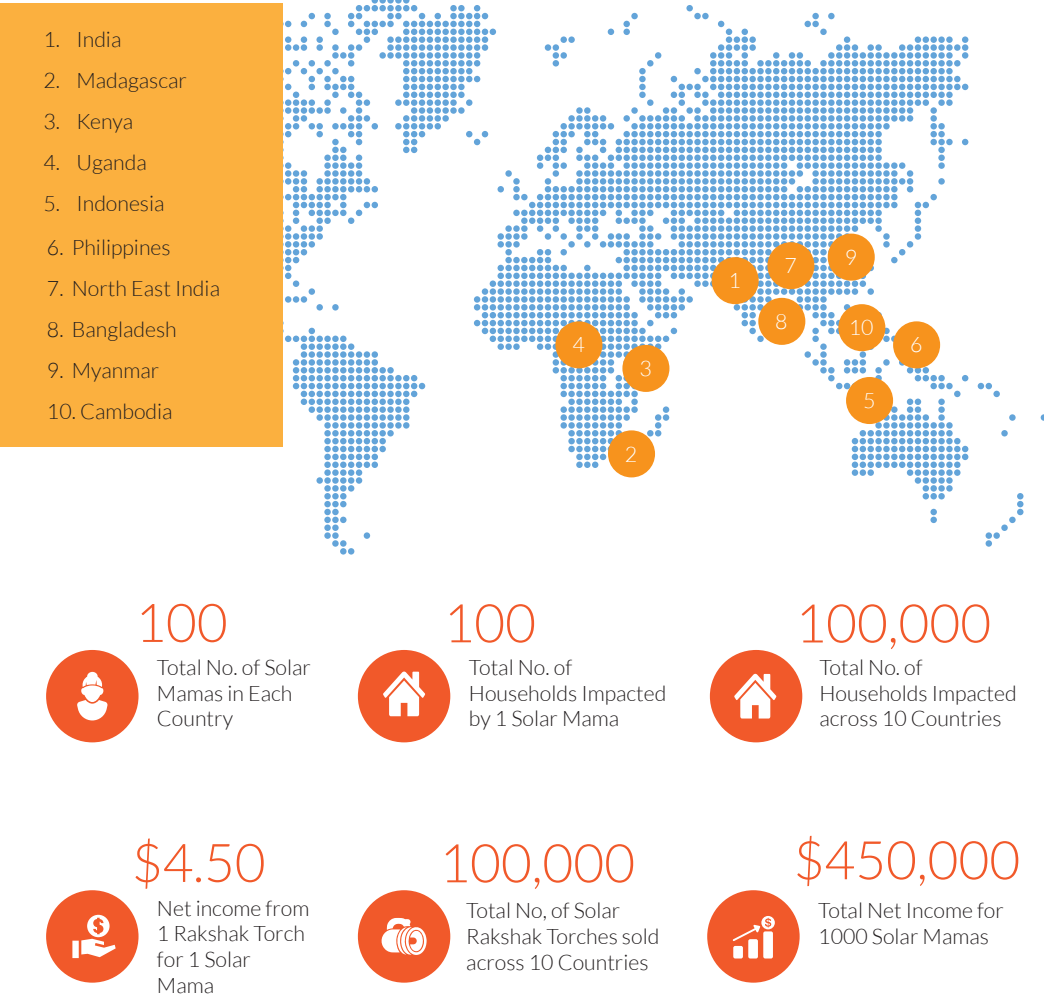 1. India
2. Madagascar
3. Kenya
4. Uganda
5. Indonesia
6. Philippines
7. North East India
8. Bangladesh
9. Myanmar
10. Cambodia
9
7
1
8
10
4
6
3
5
2
100
Total No. of Solar
Mamas in Each
Country
100
Total No. of
Households Impacted
by 1 Solar Mama
100,000
Total No. of
Households Impacted
across 10 Countries
$4.50
Net income from
1 Rakshak Torch
for 1 Solar
Mama
100,000
Total No, of Solar
Rakshak Torches sold
across 10 Countries
$450,000
Total Net Income for
1000 Solar Mamas
$
$